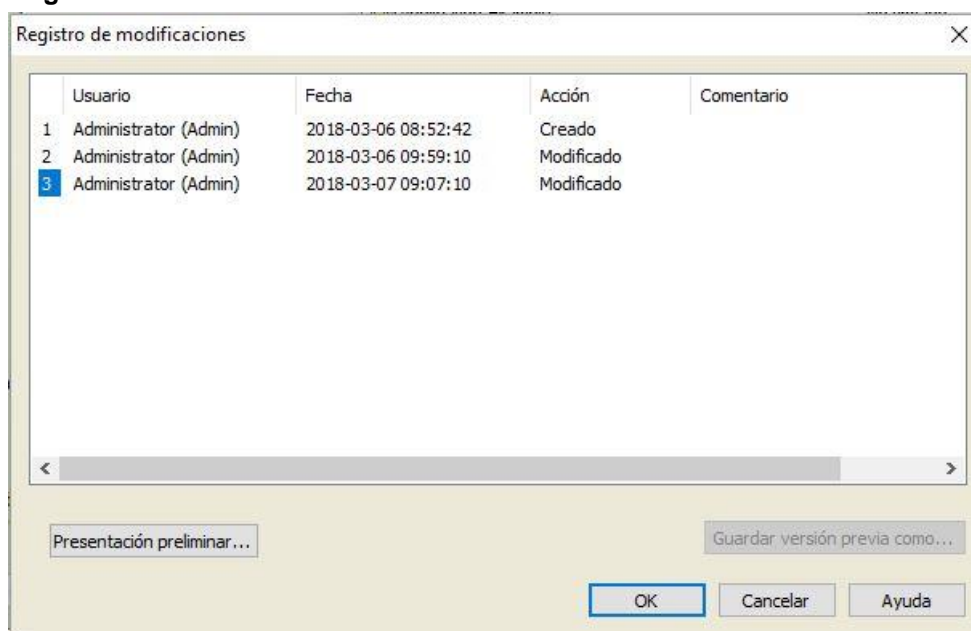 Registro de modificaciones
Usuario Fecha Acción Comentario
1 Administrator (Admin) 2018-03-06 08:52:42 Creado
2 Administrator (Admin) 2018-03-06 09:59:10 Modificado
3 Administrator (Admin) 2018-03-07 09:07:10 Modificado
Presentación preliminar... Guardar versión previa como...
OK Cancelar Ayuda